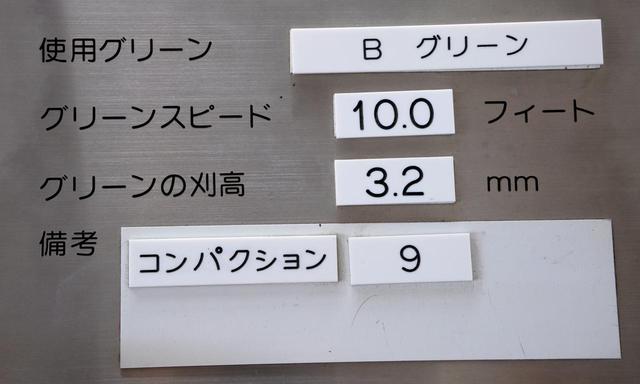 使用グリーン B グリーン
グリーンスピード 10.0 フィート
グリーンの刈高 3.2 mm
備考
コンパクション 9